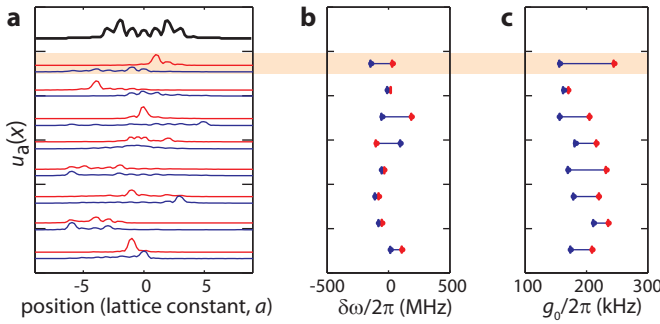 a
b
c
u_a(x)
-5
0
5
-500
0
500
100
200
300
position (lattice constant, a)
δω/2π (MHz)
g_0/2π (kHz)